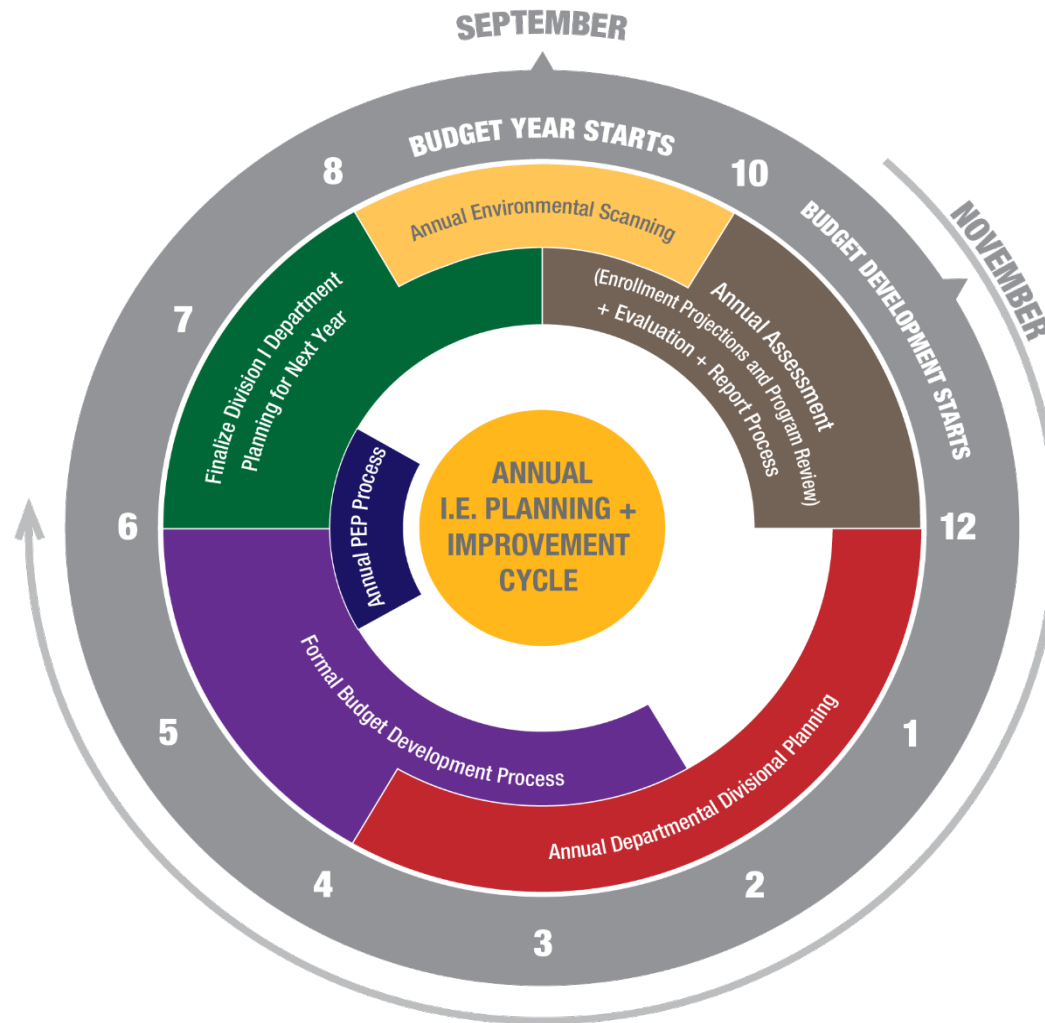 SEPTEMBER
BUDGET YEAR STARTS
8
10
NOVEMBER
BUDGET DEVELOPMENT STARTS
7
Annual Environmental Scanning
Finalize Division I Department
Planning for Next Year
Annual Assessment
(Enrollment Projections and Program Review)
+ Evaluation + Report Process
Annual PEP Process
ANNUAL
I.E. PLANNING +
IMPROVEMENT
CYCLE
6
12
Formal Budget Development Process
Annual Departmental Divisional Planning
5
1
4
2
3